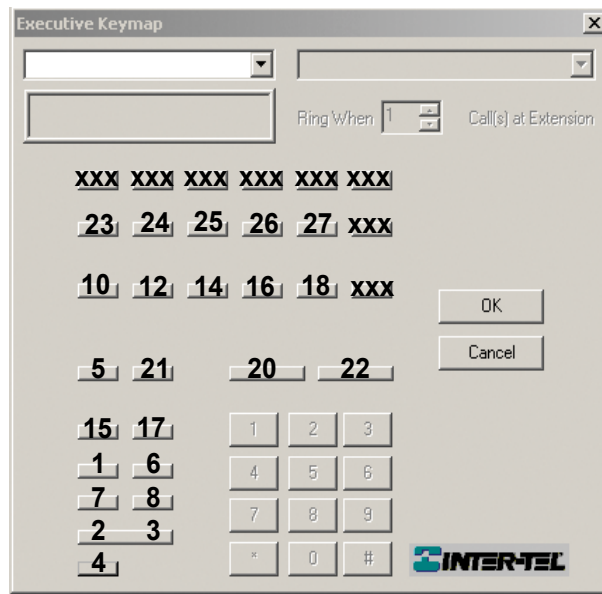 Executive Keymap
Ring When 1 Call(s) at Extension
XXX XXX XXX XXX XXX XXX
23 24 25 26 27 XXX
10 12 14 16 18 XXX
OK
Cancel
5 21 20 22
15 17 1 2 3
1 6 4 5 6
7 8 7 8 9
2 3
4 * 0 #
INTER-TEL